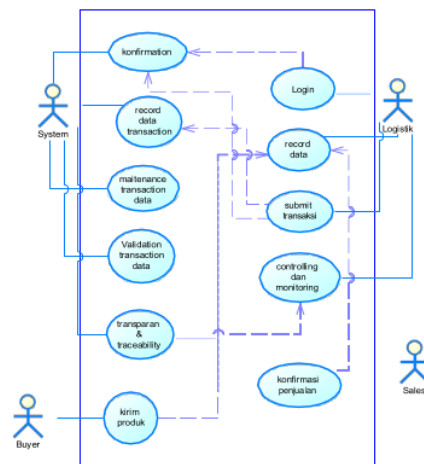 konfirmation
System
record
data
transaction
maitenance
transaction
data
Validation
transaction
data
transparan
&
traceability
kirim
produk
Buyer
Login
Logistik
record
data
submit
transaksi
controlling
dan
monitoring
konfirmasi
penjualan
Sales